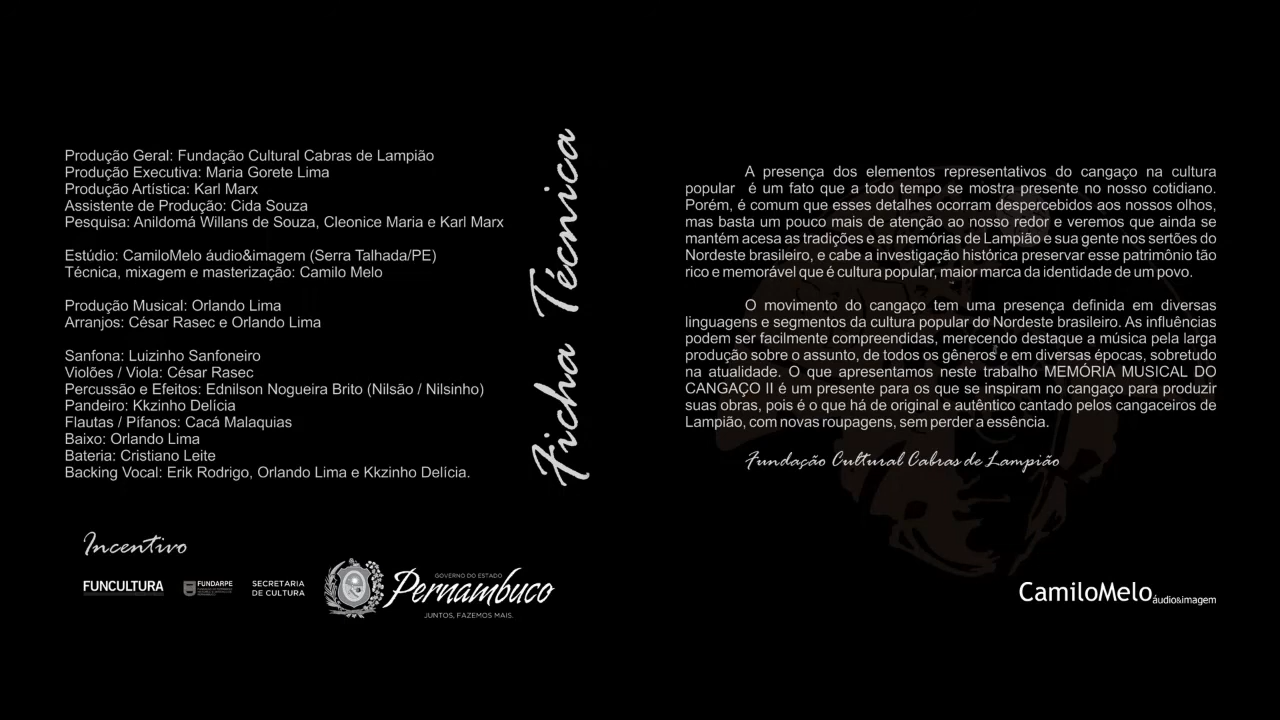 Produção Geral: Fundação Cultural Cabras de Lampião
Produção Executiva: Maria Gorete Lima
Produção Artística: Karl Marx
Assistente de Produção: Cida Souza
Pesquisa: Anildomá Willans de Souza, Cleonice Maria e Karl Marx
Estúdio: CamiloMelo áudio&imagem (Serra Talhada/PE)
Técnica, mixagem e masterização: Camilo Melo
Produção Musical: Orlando Lima
Arranjos: César Rasec e Orlando Lima
Sanfona: Luizinho Sanfoneiro
Violões / Viola: César Rasec
Percussão e Efeitos: Ednilson Nogueira Brito (Nilsão / Nilsinho)
Pandeiro: Kkzinho Delícia
Flautas / Pífanos: Cacá Malaquias
Baixo: Orlando Lima
Bateria: Cristiano Leite
Backing Vocal: Erik Rodrigo, Orlando Lima e Kkzinho Delícia.
Ficha Técnica
Incentivo
FUNCULTURA
FUNDARPE
SECRETARIA
DE CULTURA
GOVERNO DO ESTADO
Pernambuco
JUNTOS, FAZEMOS MAIS.
A presença dos elementos representativos do cangaço na cultura
popular é um fato que a todo tempo se mostra presente no nosso cotidiano.
Porém, é comum que esses detalhes ocorram despercebidos aos nossos olhos,
mas basta um pouco mais de atenção ao nosso redor e veremos que ainda se
mantém acesa as tradições e as memórias de Lampião e sua gente nos sertões do
Nordeste brasileiro, e cabe a investigação histórica preservar esse patrimônio tão
rico e memorável que é cultura popular, maior marca da identidade de um povo.
O movimento do cangaço tem uma presença definida em diversas
linguagens e segmentos da cultura popular do Nordeste brasileiro. As influências
podem ser facilmente compreendidas, merecendo destaque a música pela larga
produção sobre o assunto, de todos os gêneros e em diversas épocas, sobretudo
na atualidade. O que apresentamos neste trabalho MEMÓRIA MUSICAL DO
CANGAÇO II é um presente para os que se inspiram no cangaço para produzir
suas obras, pois é o que há de original e autêntico cantado pelos cangaceiros de
Lampião, com novas roupagens, sem perder a essência.
Fundação Cultural Cabras de Lampião
CamiloMelo áudio&imagem